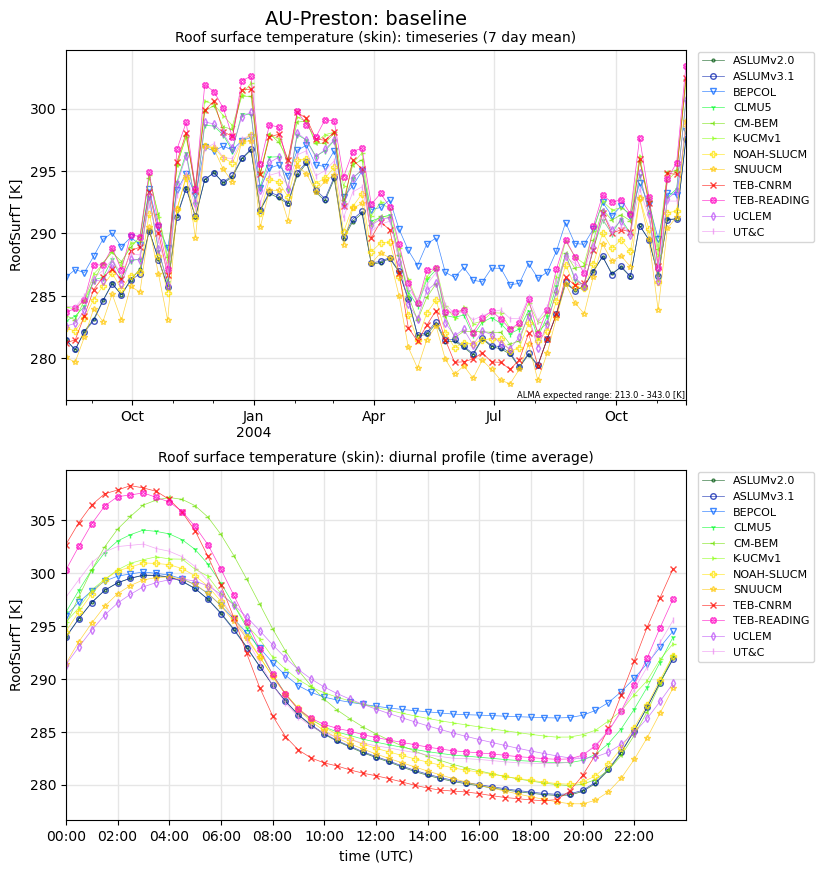 AU-Preston: baseline
Roof surface temperature (skin): timeseries (7 day mean)
RoofSurfT [K]
300
295
290
285
280
Oct
Jan
2004
Apr
Jul
Oct
ALMA expected range: 213.0 - 343.0 [K]
ASLUMv2.0
ASLUMv3.1
BEPCOL
CLMU5
CM-BEM
K-UCMv1
NOAH-SLUCM
SNUUCM
TEB-CNRM
TEB-READING
UCLEM
UT&C
Roof surface temperature (skin): diurnal profile (time average)
RoofSurfT [K]
305
300
295
290
285
280
00:00
02:00
04:00
06:00
08:00
10:00
12:00
14:00
16:00
18:00
20:00
22:00
time (UTC)
ASLUMv2.0
ASLUMv3.1
BEPCOL
CLMU5
CM-BEM
K-UCMv1
NOAH-SLUCM
SNUUCM
TEB-CNRM
TEB-READING
UCLEM
UT&C